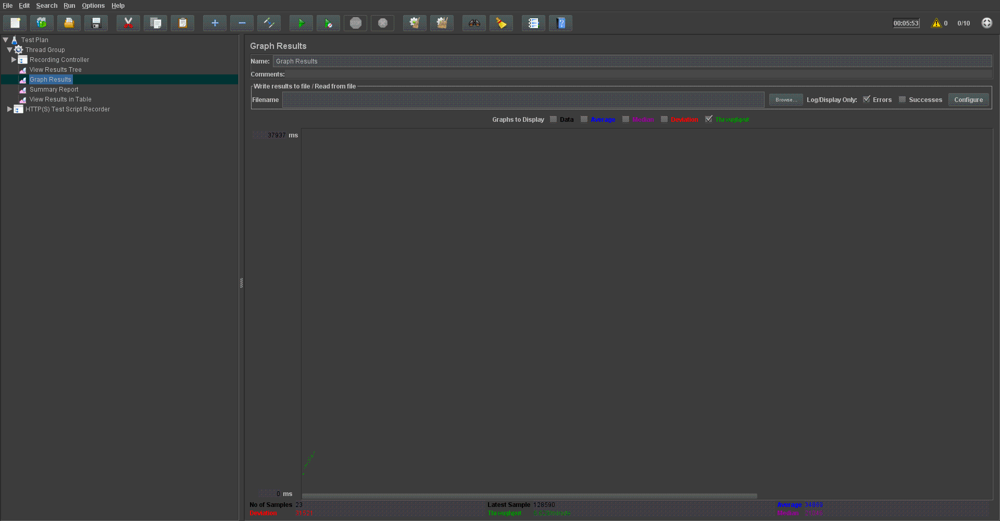 File Edit Search Run Options Help
STOP
00:05:53 0 0/10
Test Plan
Thread Group
Recording Controller
View Results Tree
Graph Results
Summary Report
View Results in Table
HTTP(S) Test Script Recorder
Graph Results
Name: Graph Results
Comments:
Write results to file / Read from file
Filename Browse... Log/Display Only: Errors Successes Configure
Graphs to Display Data Average Median Deviation Throughput
37937 ms
0 ms
No of Samples 23 Latest Sample 128590 Average 34869
Deviation Throughput Median